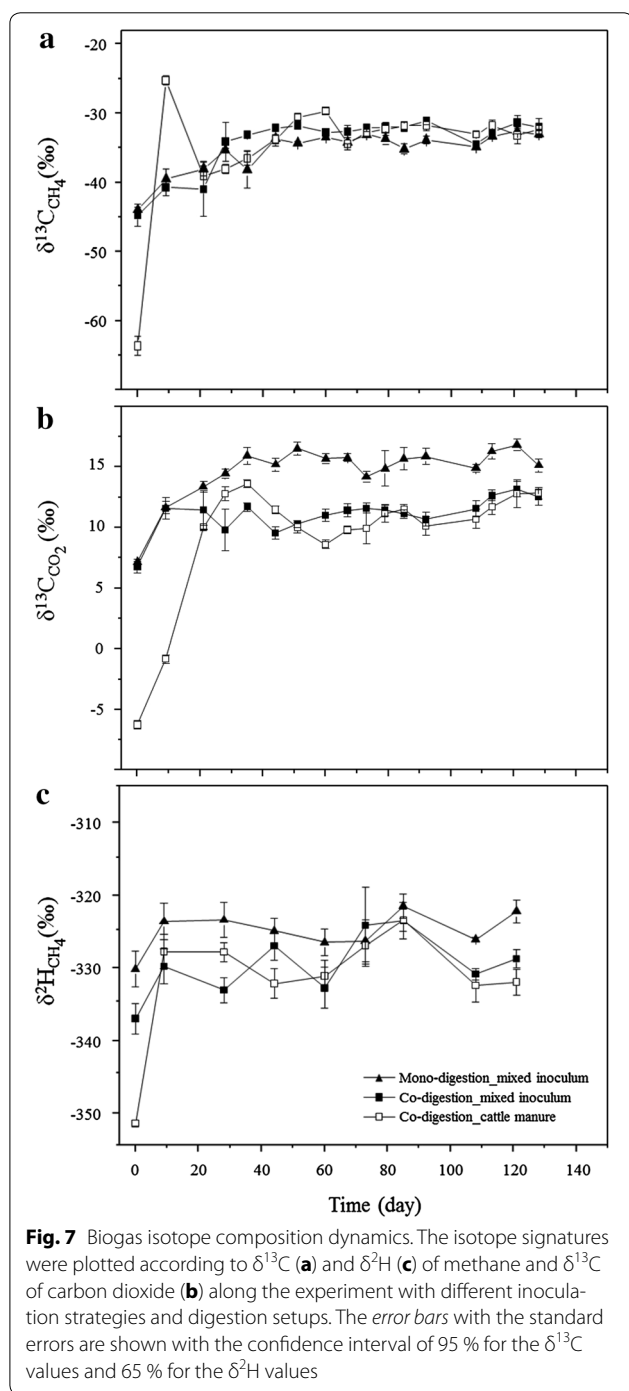 a
-20
-30
-40
-50
-60
δ¹³C_CH₄(‰)
b
15
10
5
0
-5
δ¹³C_CO₂(‰)
c
-310
-320
-330
-340
-350
δ²H_CH₄(‰)
Mono-digestion_mixed inoculum
Co-digestion_mixed inoculum
Co-digestion_cattle manure
0 20 40 60 80 100 120 140
Time (day)
Fig. 7 Biogas isotope composition dynamics. The isotope signatures
were plotted according to δ¹³C (a) and δ²H (c) of methane and δ¹³C
of carbon dioxide (b) along the experiment with different inocula-
tion strategies and digestion setups. The error bars with the standard
errors are shown with the confidence interval of 95 % for the δ¹³C
values and 65 % for the δ²H values